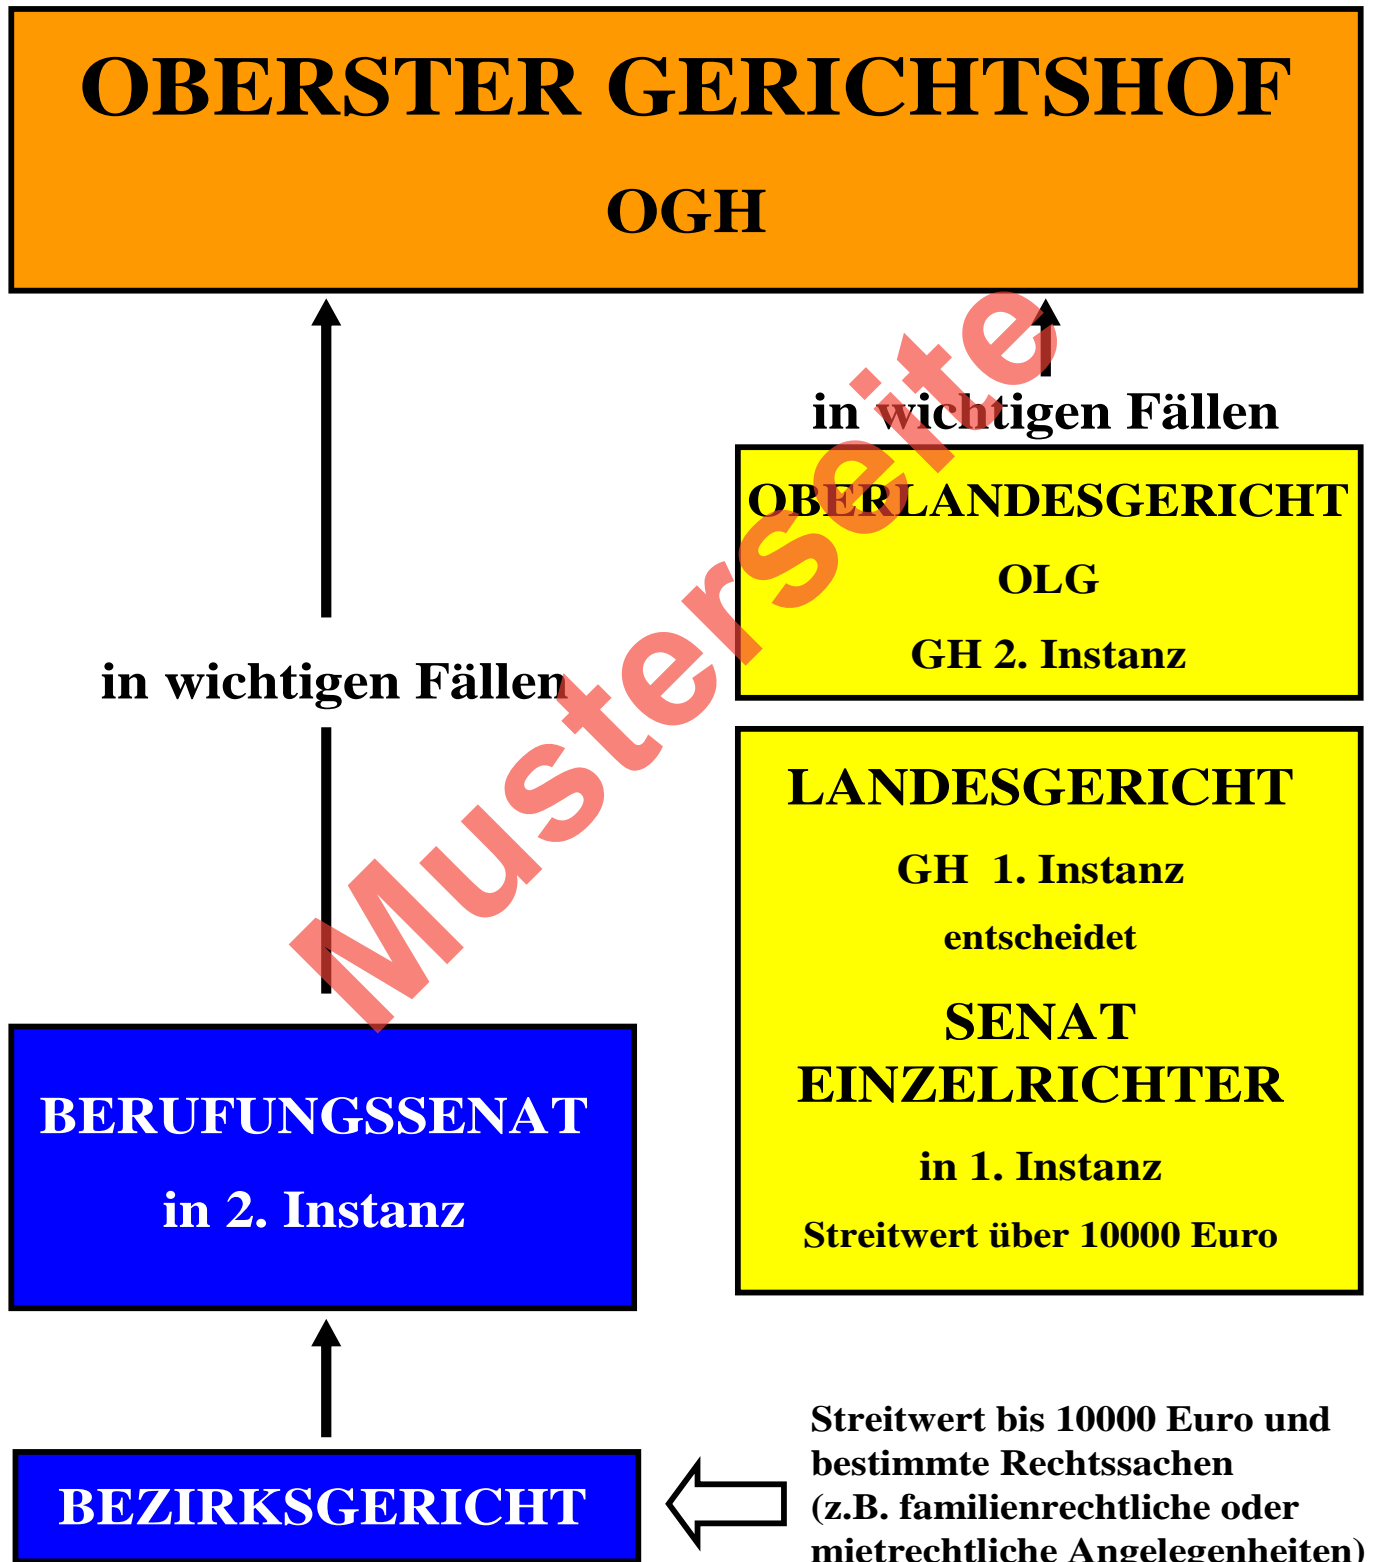 OBERSTER GERICHTSHOF
OGH
in wichtigen Fällen
OBERLANDESGERICHT
OLG
GH 2. Instanz
in wichtigen Fällen
LANDESGERICHT
GH 1. Instanz
entscheidet
SENAT
EINZELRICHTER
in 1. Instanz
Streitwert über 10000 Euro
BERUFUNGSSENAT
in 2. Instanz
BEZIRKSGERICHT
Streitwert bis 10000 Euro und
bestimmte Rechtssachen
(z.B. familienrechtliche oder
mietrechtliche Angelegenheiten)
Musterseite